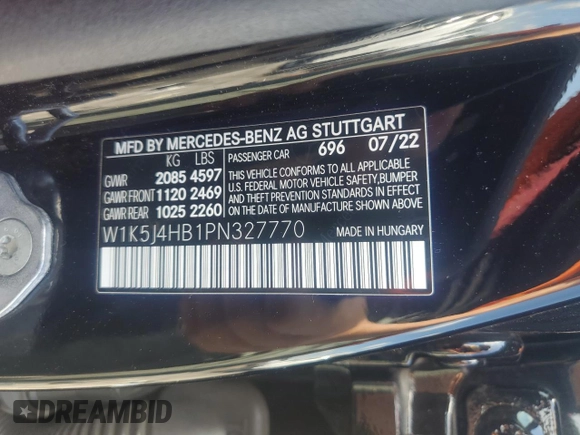 MFD BY MERCEDES-BENZ AG STUTTGART
KG LBS PASSENGER CAR 696 07/22
GVWR 2085 4597
GAWR FRONT 1120 2469
GAWR REAR 1025 2260
THIS VEHICLE CONFORMS TO ALL APPLICABLE
U.S. FEDERAL MOTOR VEHICLE SAFETY, BUMPER
AND THEFT PREVENTION STANDARDS IN EFFECT
ON THE DATE OF MANUFACTURE SHOWN ABOVE.
W1K5J4HB1PN327770 MADE IN HUNGARY
DREAMBID